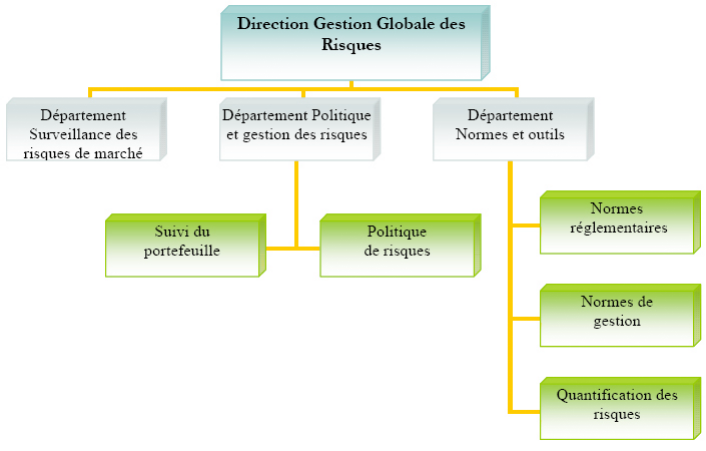 Direction Gestion Globale des
Risques
Département
Surveillance des
risques de marché
Département Politique
et gestion des risques
Département
Normes et outils
Suivi du
portefeuille
Politique
de risques
Normes
réglementaires
Normes de
gestion
Quantification des
risques